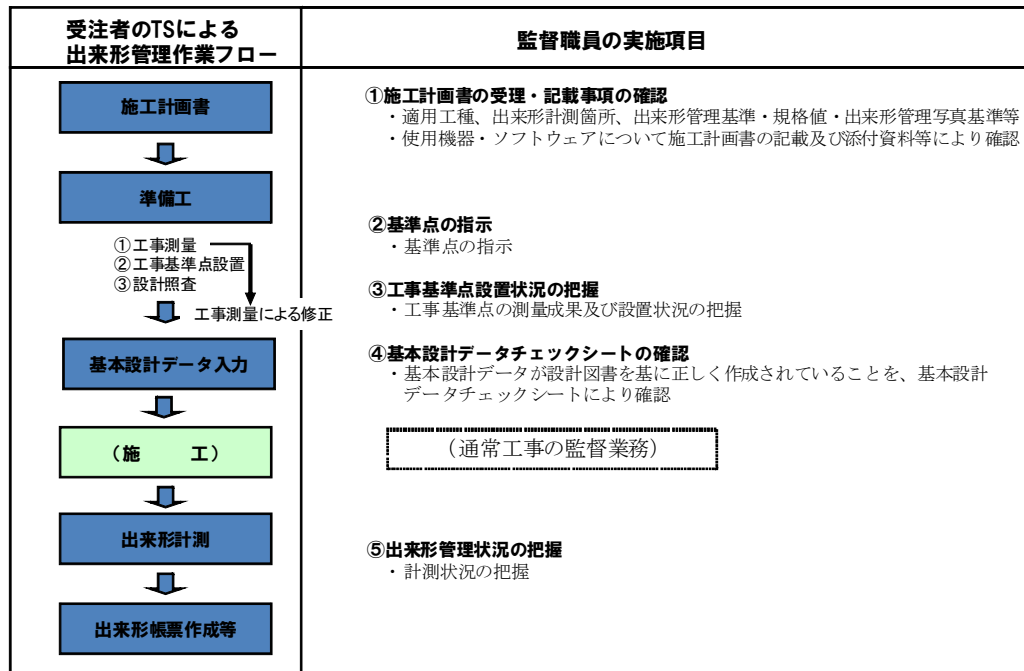 受注者のTSによる
出来形管理作業フロー
監督職員の実施項目
施工計画書
①施工計画書の受理・記載事項の確認
・適用工種、出来形計測箇所、出来形管理基準・規格値・出来形管理写真基準等
・使用機器・ソフトウェアについて施工計画書の記載及び添付資料等により確認
準備工
①工事測量
②工事基準点設置
③設計照査
工事測量による修正
②基準点の指示
・基準点の指示
③工事基準点設置状況の把握
・工事基準点の測量成果及び設置状況の把握
基本設計データ入力
④基本設計データチェックシートの確認
・基本設計データが設計図書を基に正しく作成されていることを、基本設計
データチェックシートにより確認
（施　　工）
（通常工事の監督業務）
出来形計測
⑤出来形管理状況の把握
・計測状況の把握
出来形帳票作成等